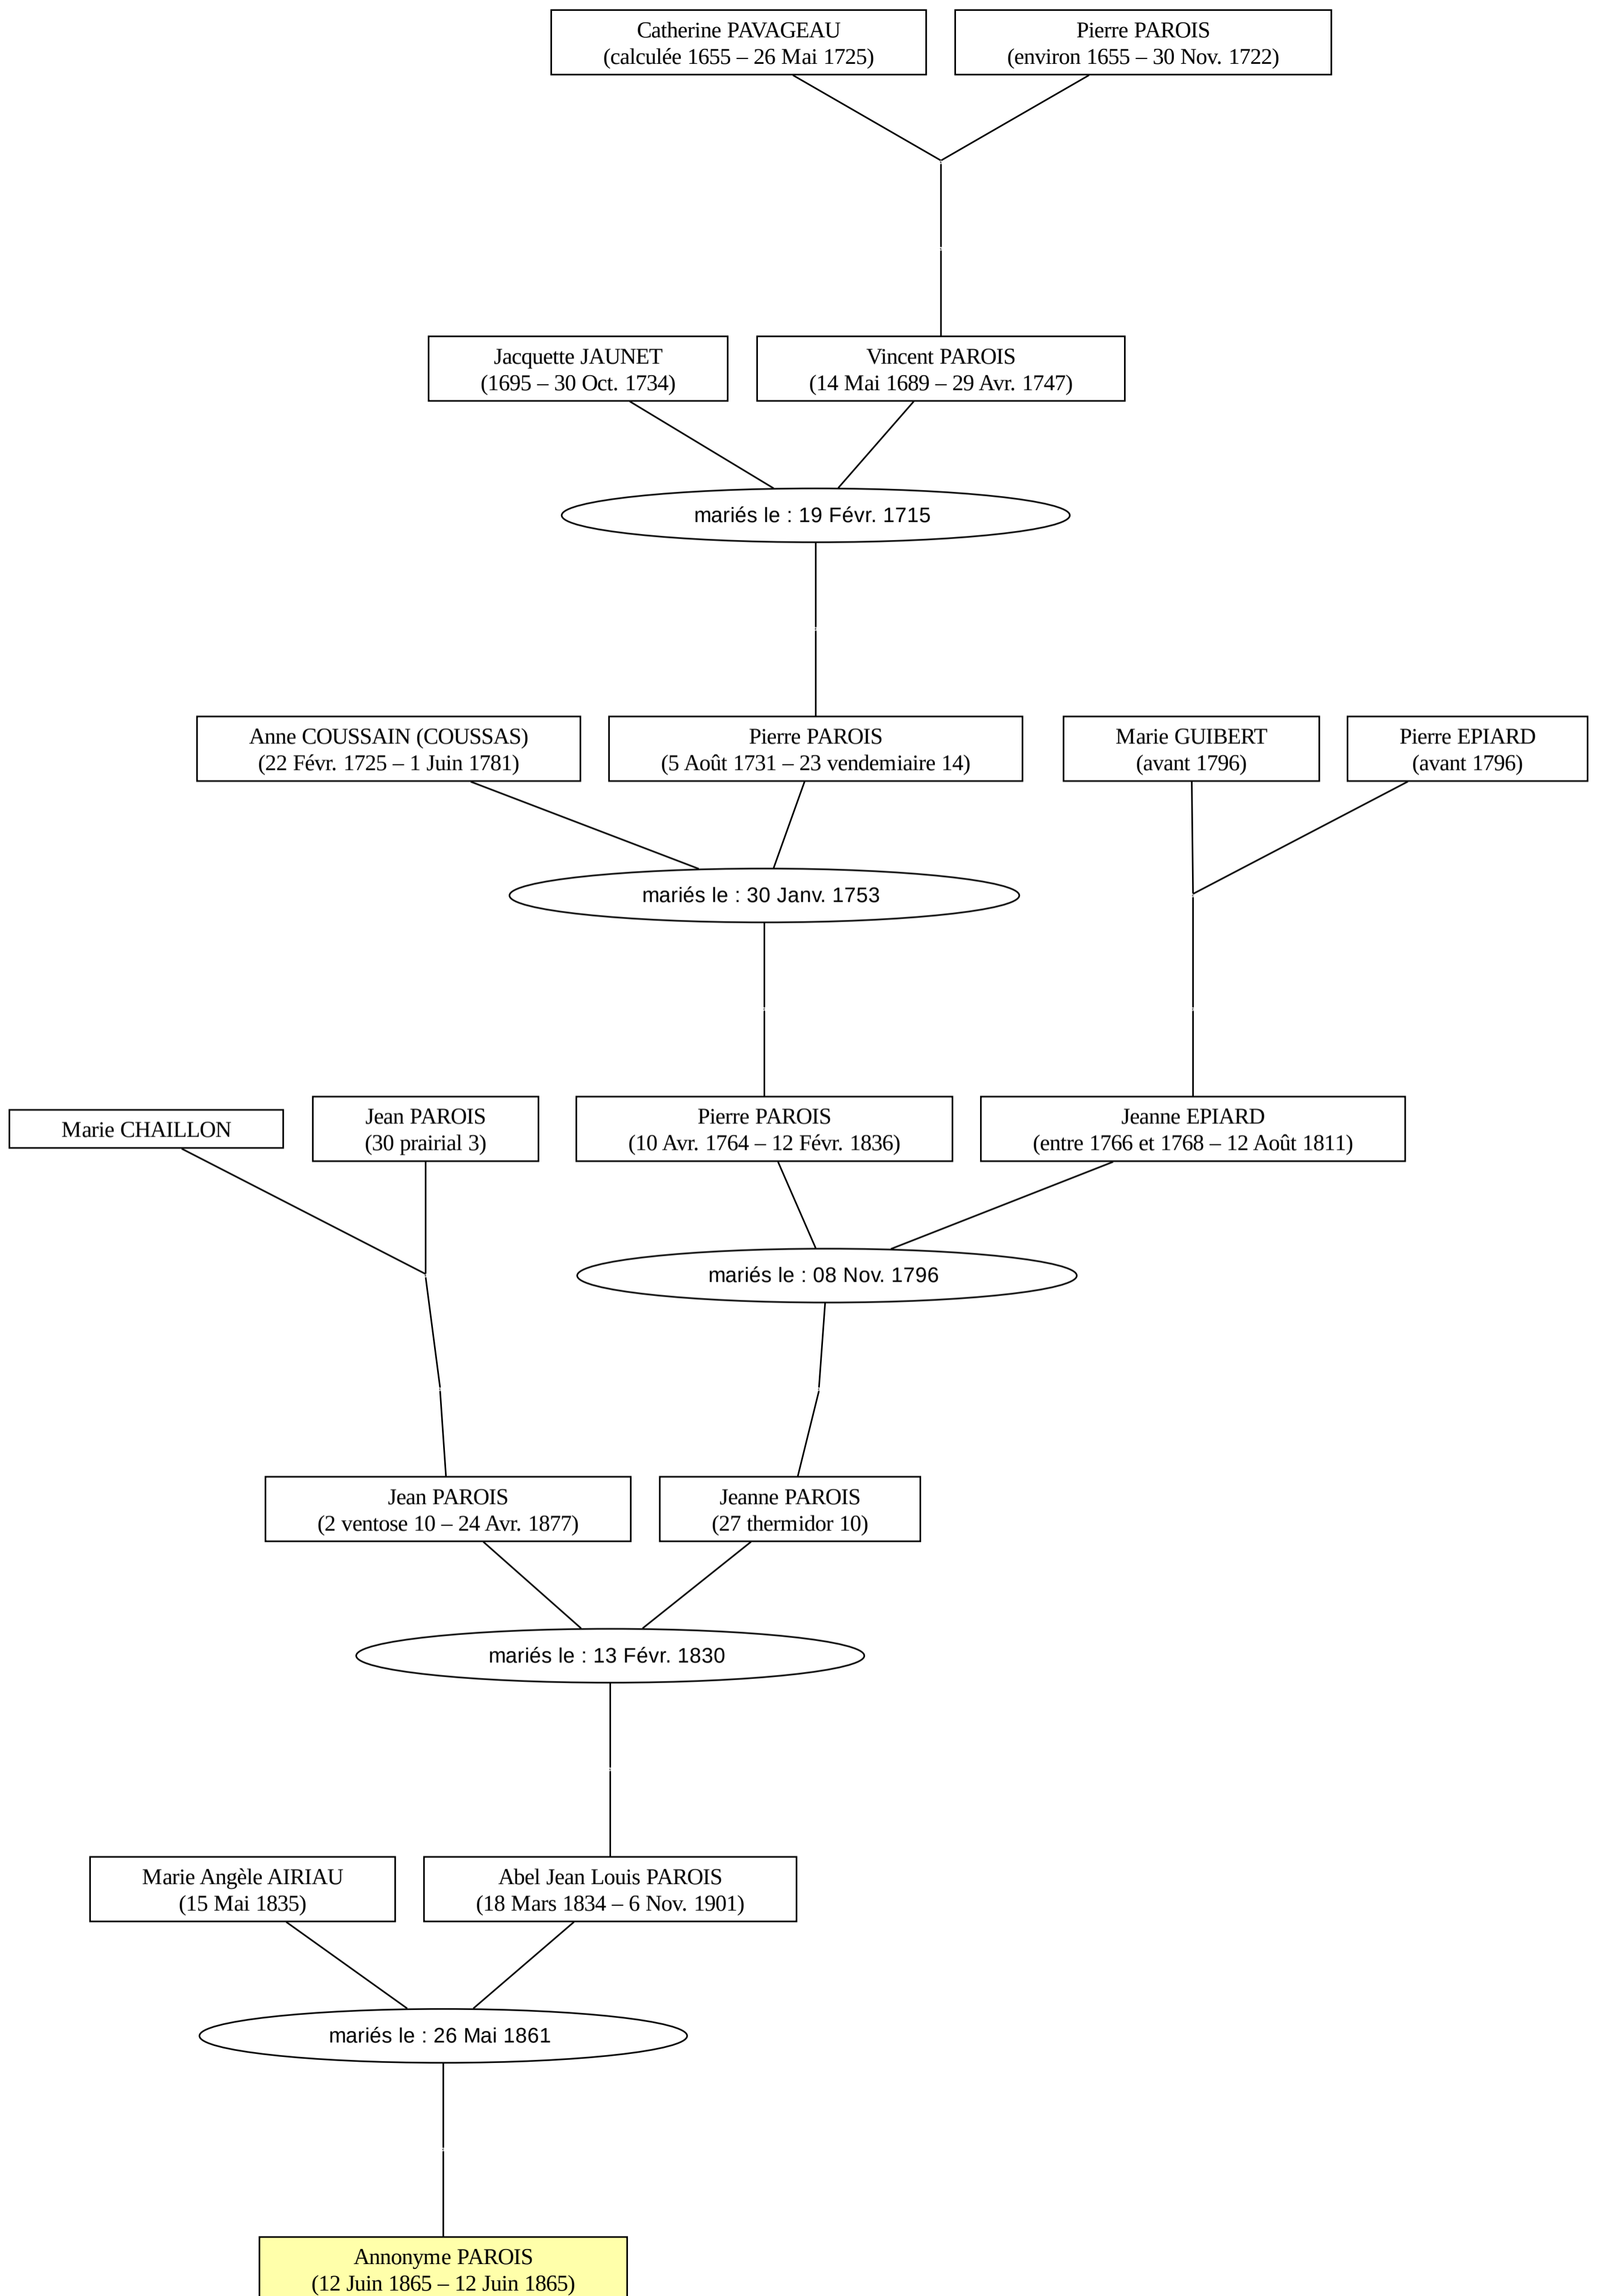 Catherine PAVAGEAU
(calculée 1655 – 26 Mai 1725)
Pierre PAROIS
(environ 1655 – 30 Nov. 1722)
Jacquette JAUNET
(1695 – 30 Oct. 1734)
Vincent PAROIS
(14 Mai 1689 – 29 Avr. 1747)
mariés le : 19 Févr. 1715
Anne COUSSAIN (COUSSAS)
(22 Févr. 1725 – 1 Juin 1781)
Pierre PAROIS
(5 Août 1731 – 23 vendemiaire 14)
Marie GUIBERT
(avant 1796)
Pierre EPIARD
(avant 1796)
mariés le : 30 Janv. 1753
Marie CHAILLON
Jean PAROIS
(30 prairial 3)
Pierre PAROIS
(10 Avr. 1764 – 12 Févr. 1836)
Jeanne EPIARD
(entre 1766 et 1768 – 12 Août 1811)
mariés le : 08 Nov. 1796
Jean PAROIS
(2 ventose 10 – 24 Avr. 1877)
Jeanne PAROIS
(27 thermidor 10)
mariés le : 13 Févr. 1830
Marie Angèle AIRIAU
(15 Mai 1835)
Abel Jean Louis PAROIS
(18 Mars 1834 – 6 Nov. 1901)
mariés le : 26 Mai 1861
Annonyme PAROIS
(12 Juin 1865 – 12 Juin 1865)